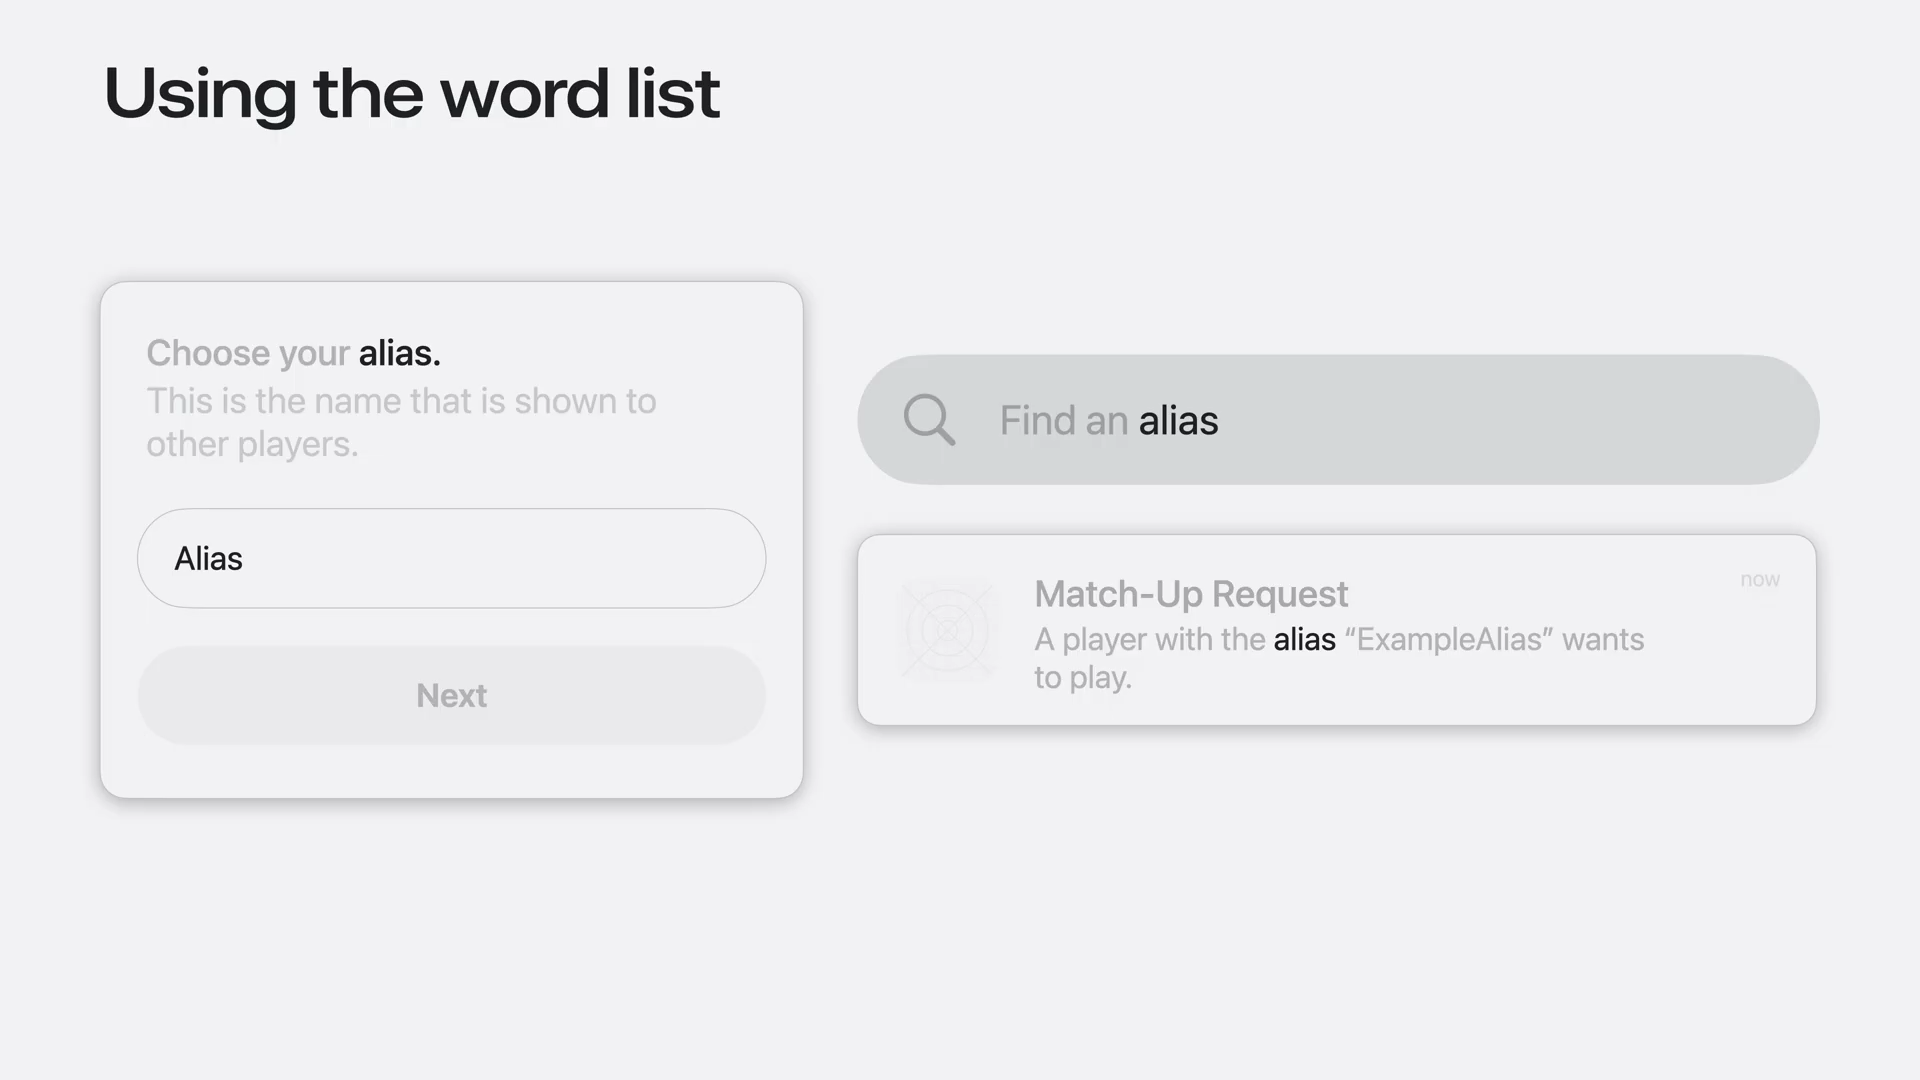 Using the word list
Choose your alias.
This is the name that is shown to
other players.
Alias
Next
Find an alias
Match-Up Request
now
A player with the alias “ExampleAlias” wants
to play.